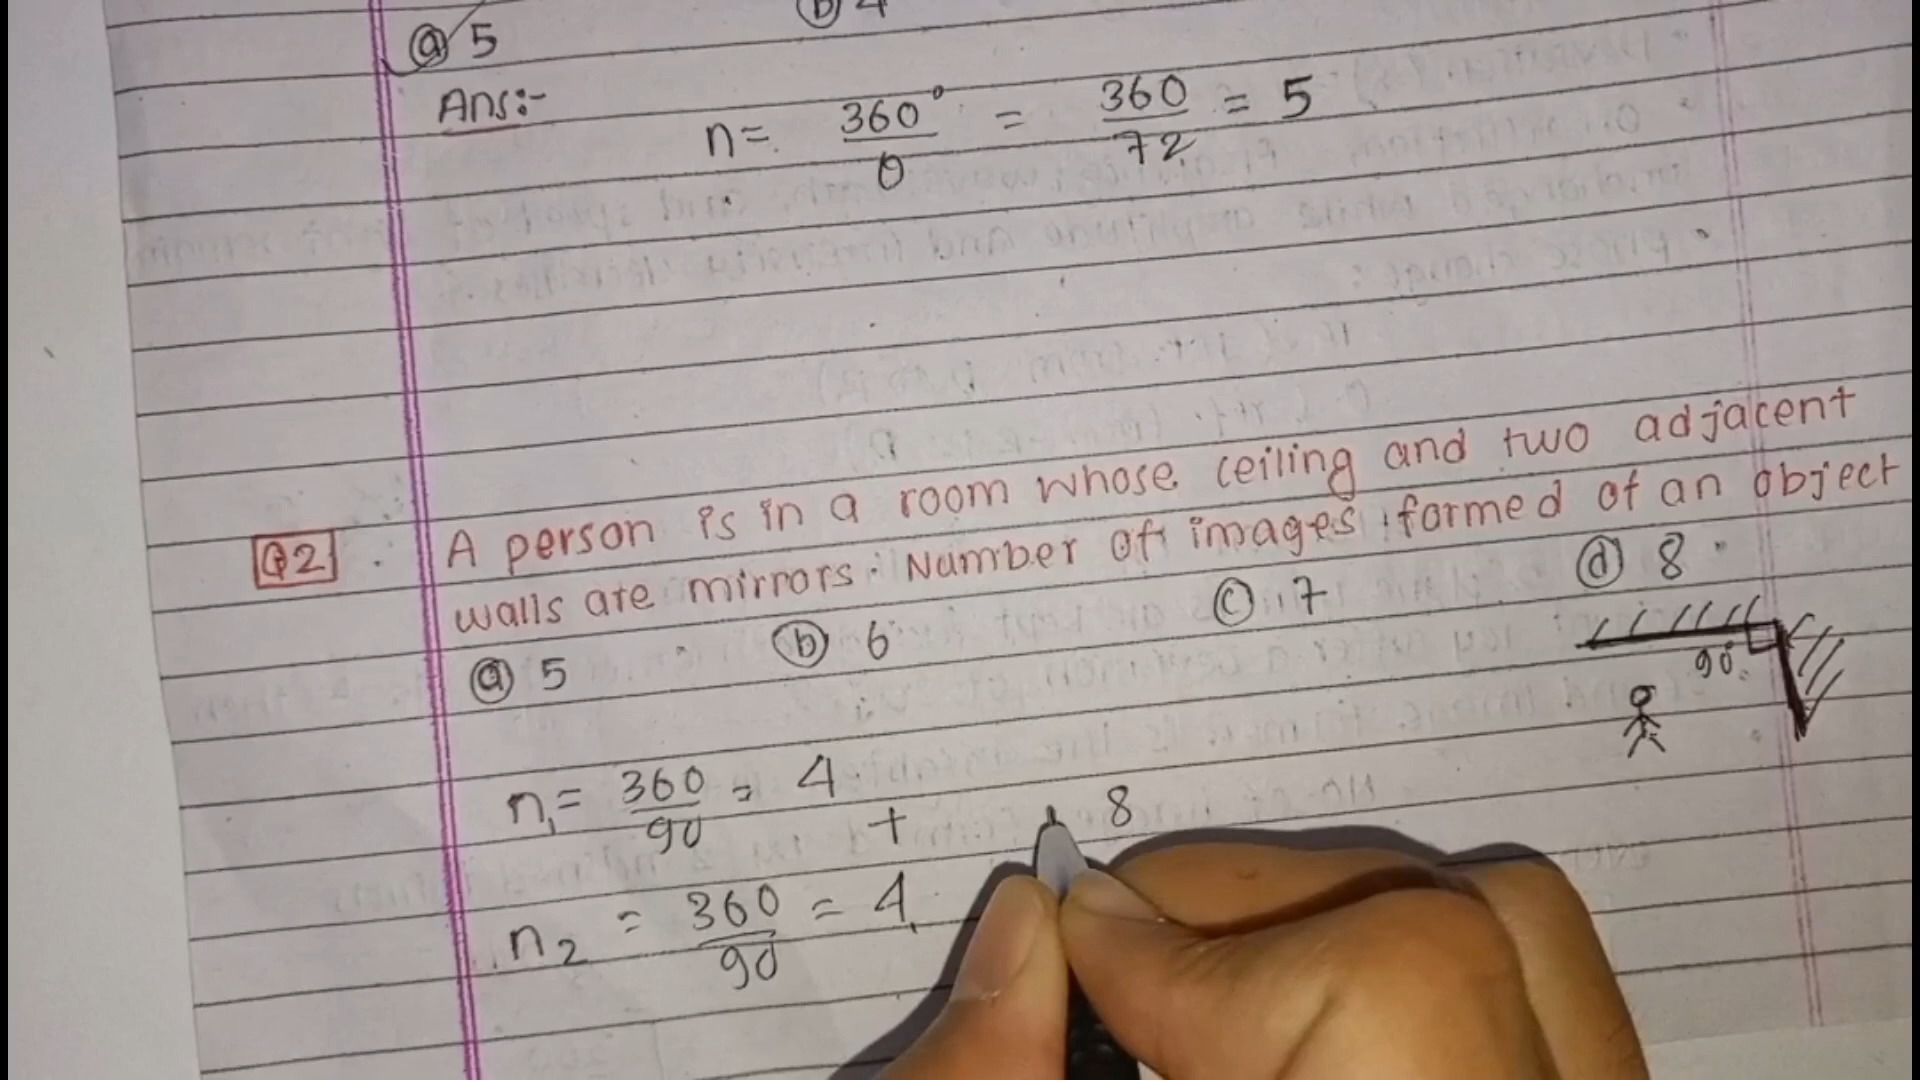 ⓐ 5 ⓑ 4
Ans:-
n = 360° / θ = 360 / 72 = 5
Q2. A person is in a room whose ceiling and two adjacent
walls are mirrors. Number of images formed of an object
ⓐ 5 ⓑ 6 ⓒ 7 ⓓ 8
90°
n₁ = 360 / 90 = 4
+ 8
n₂ = 360 / 90 = 4